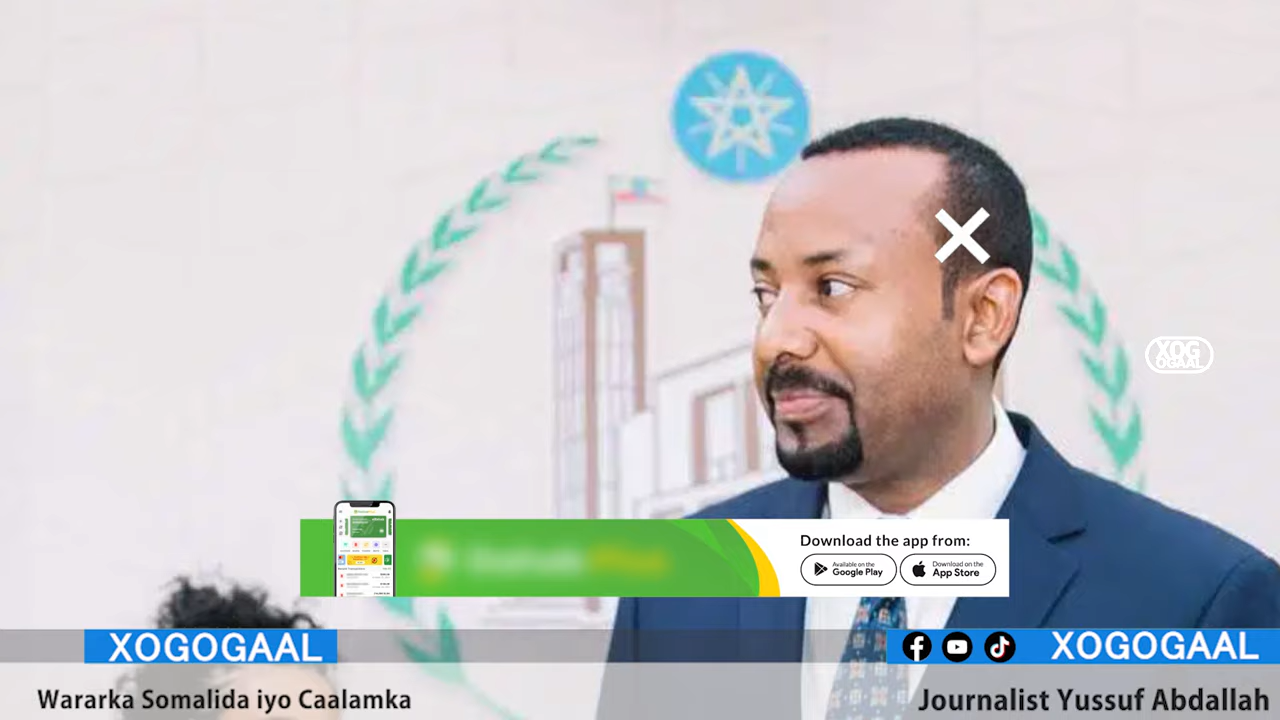 XOG
OGAAL
Download the app from:
Available on the
Google Play
Download on the
App Store
XOGOGAAL
XOGOGAAL
Wararka Somalida iyo Caalamka
Journalist Yussuf Abdallah